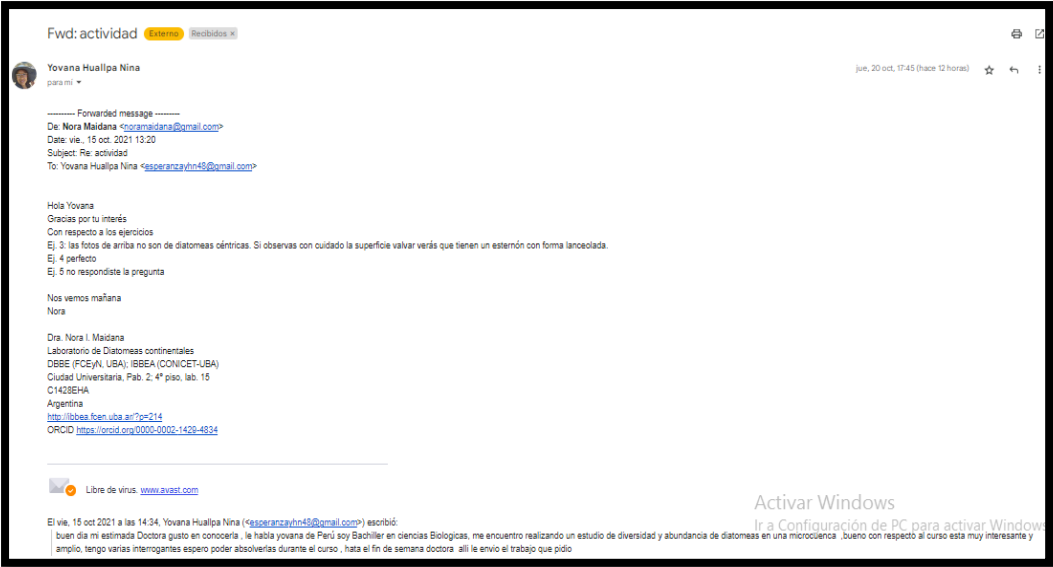 Fwd: actividad Externo Recibidos ×
Yovana Huallpa Nina
jue, 20 oct, 17:45 (hace 12 horas)
para mí
---------- Forwarded message ---------
De: Nora Maidana <noramaidana@gmail.com>
Date: vie., 15 oct. 2021 13:20
Subject: Re: actividad
To: Yovana Huallpa Nina <esperanzayhn48@gmail.com>
Hola Yovana
Gracias por tu interés
Con respecto a los ejercicios
Ej. 3: las fotos de arriba no son de diatomeas céntricas. Si observas con cuidado la superficie valvar verás que tienen un esternón con forma lanceolada.
Ej. 4 perfecto
Ej. 5 no respondiste la pregunta
Nos vemos mañana
Nora
Dra. Nora I. Maidana
Laboratorio de Diatomeas continentales
DBBE (FCEyN, UBA); IBBEA (CONICET-UBA)
Ciudad Universitaria, Pab. 2; 4º piso, lab. 15
C1428EHA
Argentina
http://ibbea.fcen.uba.ar/?p=214
ORCID https://orcid.org/0000-0002-1429-4834
Libre de virus. www.avast.com
Activar Windows
Ir a Configuración de PC para activar Windows
El vie, 15 oct 2021 a las 14:34, Yovana Huallpa Nina (<esperanzayhn48@gmail.com>) escribió:
buen dia mi estimada Doctora gusto en conocerla , le habla yovana de Perú soy Bachiller en ciencias Biologicas, me encuentro realizando un estudio de diversidad y abundancia de diatomeas en una microcuenca ,bueno con respecto al curso esta muy interesante y
amplio, tengo varias interrogantes espero poder absolverlas durante el curso , hata el fin de semana doctora alli le envio el trabajo que pidio